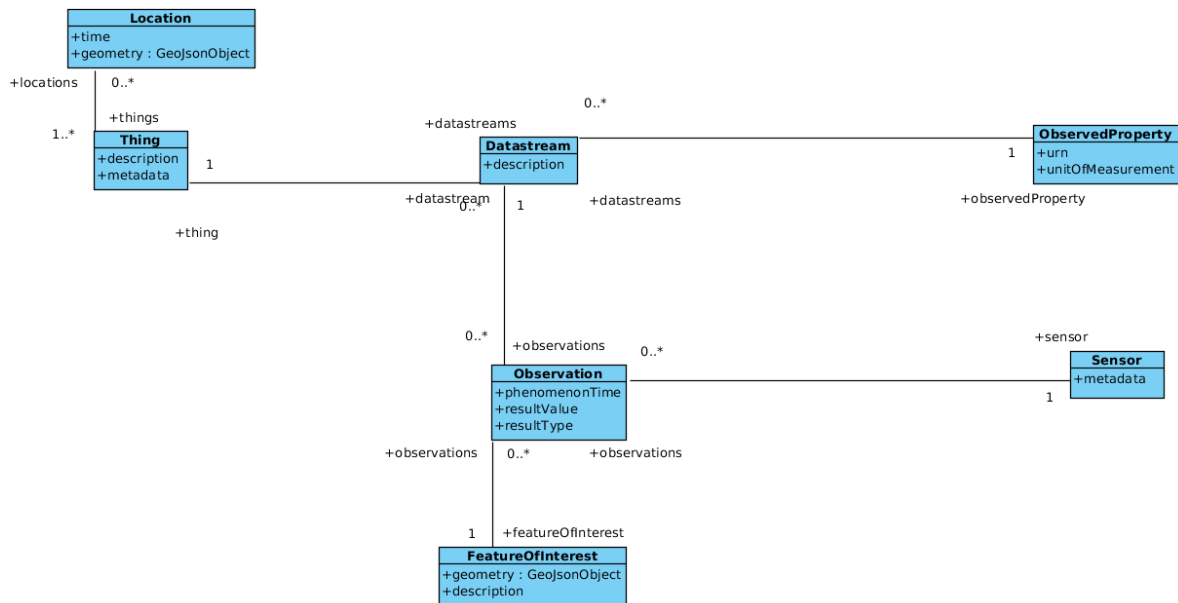 Location
+time
+geometry : GeoJsonObject
+locations
0..*
+things
1..*
Thing
+description
+metadata
1
+thing
0..*
+datastreams
Datastream
+description
+datastream
0..*
1
+datastreams
ObservedProperty
+urn
+unitOfMeasurement
1
+observedProperty
0..*
+observations
0..*
+sensor
Sensor
+metadata
1
Observation
+phenomenonTime
+resultValue
+resultType
+observations
0..*
+observations
1
+featureOfInterest
FeatureOfInterest
+geometry : GeoJsonObject
+description